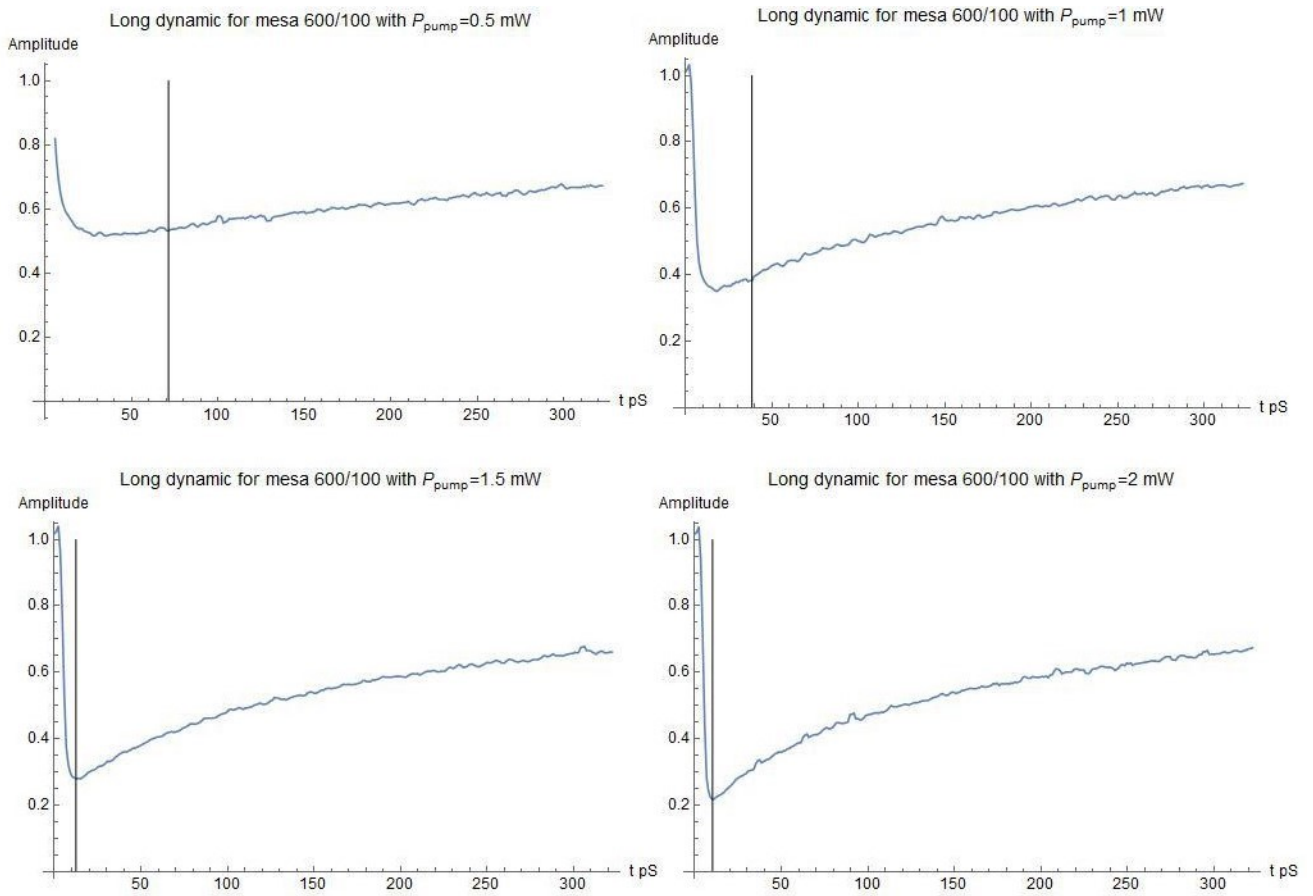 Long dynamic for mesa 600/100 with Ppump=0.5 mW
Amplitude
1.0
0.8
0.6
0.4
0.2
50 100 150 200 250 300
t pS
Long dynamic for mesa 600/100 with Ppump=1 mW
Amplitude
1.0
0.8
0.6
0.4
0.2
50 100 150 200 250 300
t pS
Long dynamic for mesa 600/100 with Ppump=1.5 mW
Amplitude
1.0
0.8
0.6
0.4
0.2
50 100 150 200 250 300
t pS
Long dynamic for mesa 600/100 with Ppump=2 mW
Amplitude
1.0
0.8
0.6
0.4
0.2
50 100 150 200 250 300
t pS